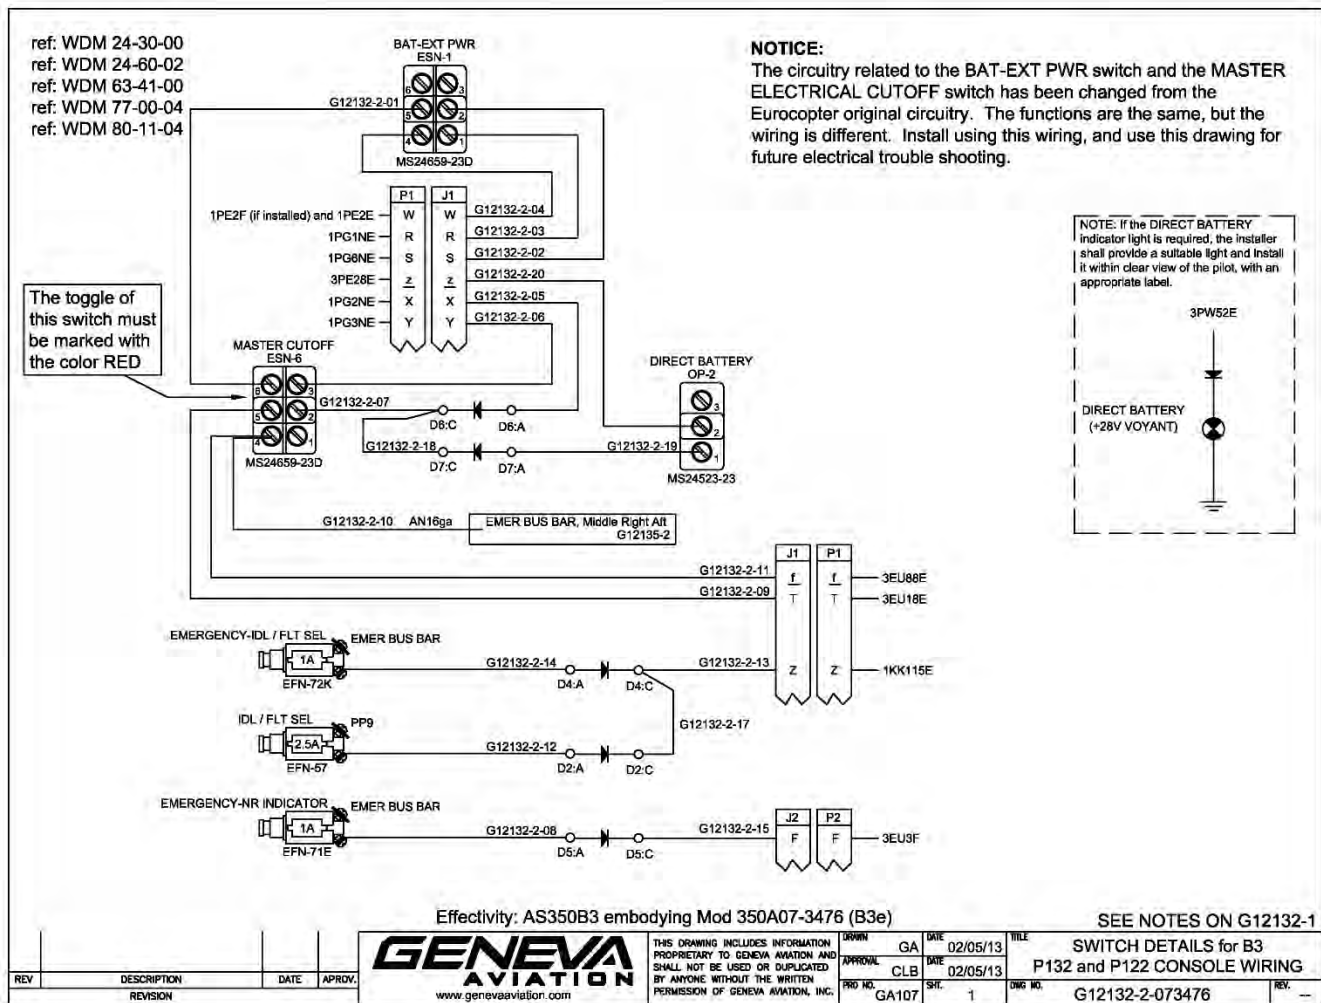 ref: WDM 24-30-00
ref: WDM 24-60-02
ref: WDM 63-41-00
ref: WDM 77-00-04
ref: WDM 80-11-04
BAT-EXT PWR
ESN-1
6 3
5 2
4 1
MS24659-23D
G12132-2-01
NOTICE:
The circuitry related to the BAT-EXT PWR switch and the MASTER
ELECTRICAL CUTOFF switch has been changed from the
Eurocopter original circuitry. The functions are the same, but the
wiring is different. Install using this wiring, and use this drawing for
future electrical trouble shooting.
P1 J1
1PE2F (if installed) and 1PE2E W W G12132-2-04
1PG1NE R R G12132-2-03
1PG6NE S S G12132-2-02
3PE28E z z G12132-2-20
1PG2NE X X G12132-2-05
1PG3NE Y Y G12132-2-06
NOTE: If the DIRECT BATTERY
indicator light is required, the installer
shall provide a suitable light and install
it within clear view of the pilot, with an
appropriate label.
3PW52E
DIRECT BATTERY
(+28V VOYANT)
The toggle of
this switch must
be marked with
the color RED
MASTER CUTOFF
ESN-6
6 3
5 2
4 1
MS24659-23D
G12132-2-07
D6:C D6:A
G12132-2-18
D7:C D7:A
G12132-2-19
DIRECT BATTERY
OP-2
3
2
1
MS24523-23
G12132-2-10 AN16ga
EMER BUS BAR, Middle Right Aft
G12135-2
J1 P1
G12132-2-11 f f 3EU88E
G12132-2-09 T T 3EU18E
G12132-2-13 Z Z 1KK115E
EMERGENCY-IDL / FLT SEL EMER BUS BAR
1A
EFN-72K
G12132-2-14
D4:A D4:C
G12132-2-17
IDL / FLT SEL PP9
2.5A
EFN-57
G12132-2-12
D2:A D2:C
EMERGENCY-NR INDICATOR EMER BUS BAR
1A
EFN-71E
G12132-2-08
D5:A D5:C
G12132-2-15
J2 P2
F F 3EU3F
Effectivity: AS350B3 embodying Mod 350A07-3476 (B3e)
SEE NOTES ON G12132-1
REV DESCRIPTION DATE APROV.
REVISION
GENEVA
AVIATION
www.genevaaviation.com
THIS DRAWING INCLUDES INFORMATION
PROPRIETARY TO GENEVA AVIATION AND
SHALL NOT BE USED OR DUPLICATED
BY ANYONE WITHOUT THE WRITTEN
PERMISSION OF GENEVA AVIATION, INC.
DRAWN GA DATE 02/05/13
APPROVAL CLB DATE 02/05/13
PRD NO. GA107 SHT. 1
TITLE
SWITCH DETAILS for B3
P132 and P122 CONSOLE WIRING
DWG NO. G12132-2-073476 REV. --